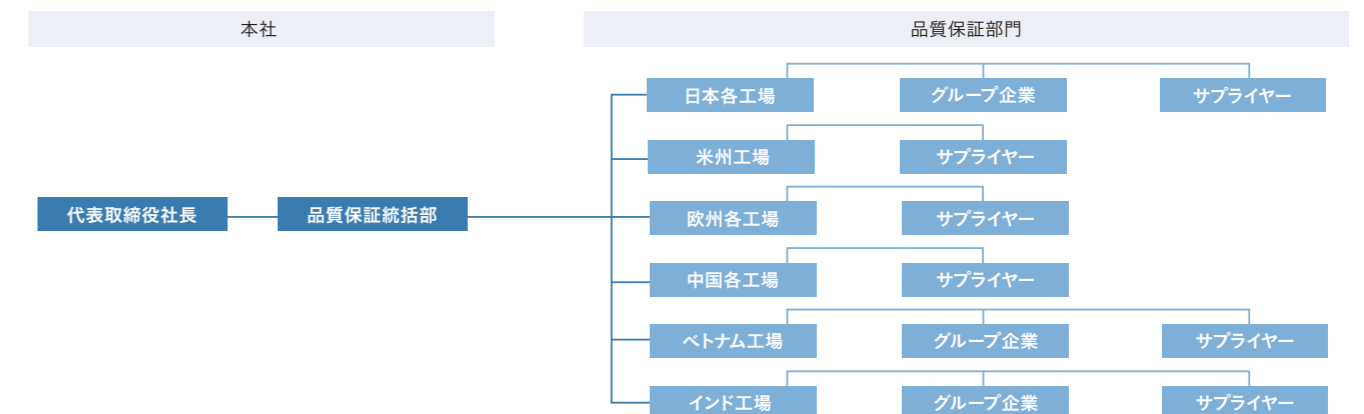 本社
品質保証部門
日本各工場
グループ企業
サプライヤー
米州工場
サプライヤー
代表取締役社長
品質保証統括部
欧州各工場
サプライヤー
中国各工場
サプライヤー
ベトナム工場
グループ企業
サプライヤー
インド工場
グループ企業
サプライヤー